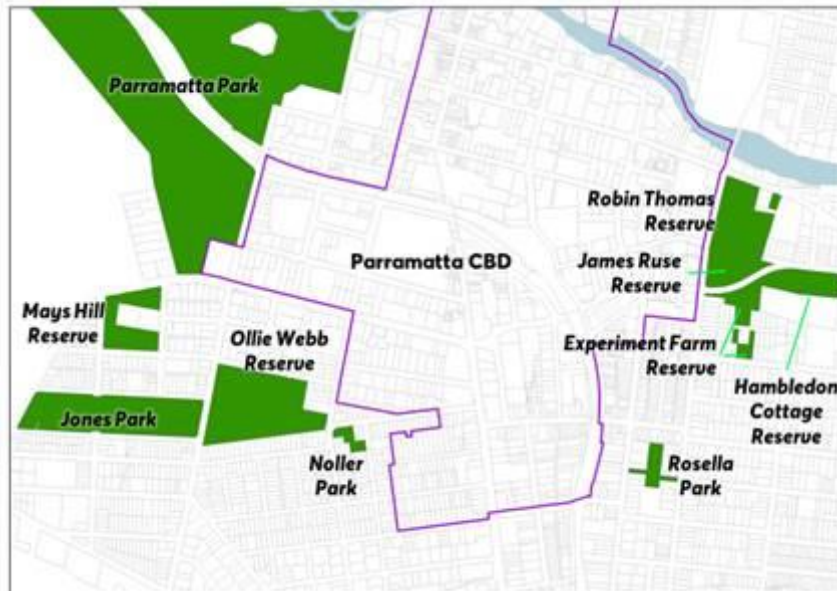 Parramatta Park
Robin Thomas
Reserve
Parramatta CBD
James Ruse
Reserve
Mays Hill
Reserve
Ollie Webb
Reserve
Experiment Farm
Reserve
Hambledon
Cottage
Reserve
Jones Park
Noller
Park
Rosella
Park